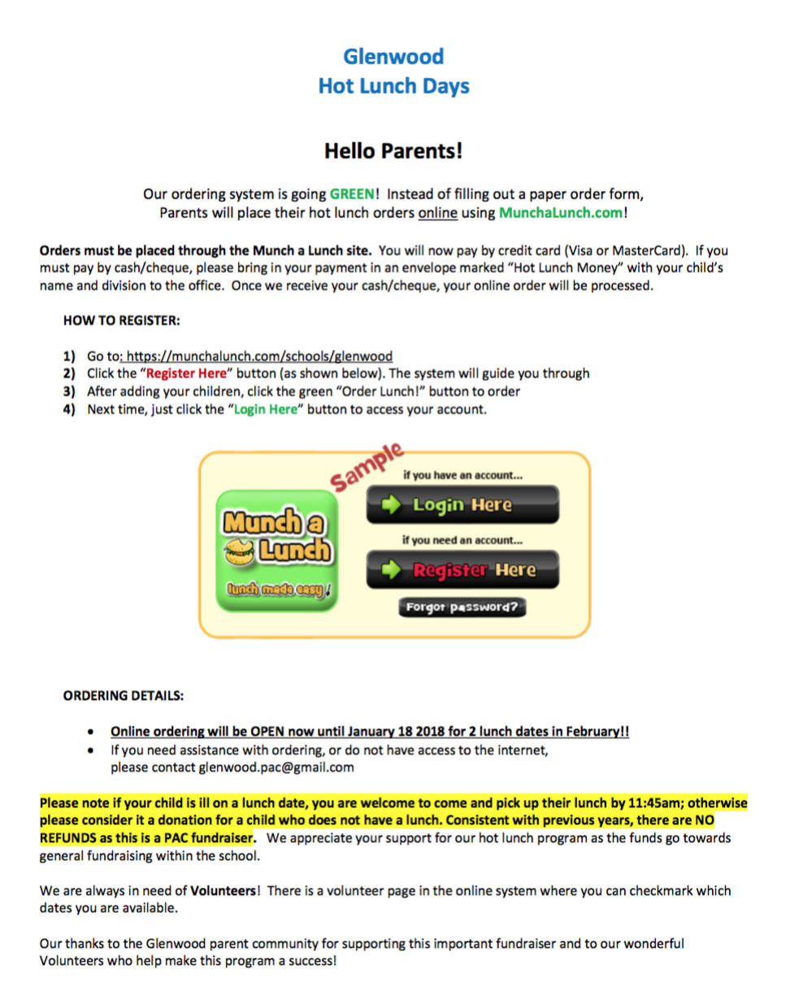 Glenwood
Hot Lunch Days
Hello Parents!
Our ordering system is going GREEN!  Instead of filling out a paper order form,
Parents will place their hot lunch orders online using MunchaLunch.com!
Orders must be placed through the Munch a Lunch site.  You will now pay by credit card (Visa or MasterCard).  If you
must pay by cash/cheque, please bring in your payment in an envelope marked “Hot Lunch Money” with your child’s
name and division to the office.  Once we receive your cash/cheque, your online order will be processed.
HOW TO REGISTER:
1) Go to: https://munchalunch.com/schools/glenwood
2) Click the “Register Here” button (as shown below). The system will guide you through
3) After adding your children, click the green “Order Lunch!” button to order
4) Next time, just click the “Login Here” button to access your account.
Sample
Munch a
Lunch
lunch made easy!
if you have an account...
Login Here
if you need an account...
Register Here
Forgot password?
ORDERING DETAILS:
• Online ordering will be OPEN now until January 18 2018 for 2 lunch dates in February!!
• If you need assistance with ordering, or do not have access to the internet,
please contact glenwood.pac@gmail.com
Please note if your child is ill on a lunch date, you are welcome to come and pick up their lunch by 11:45am; otherwise
please consider it a donation for a child who does not have a lunch. Consistent with previous years, there are NO
REFUNDS as this is a PAC fundraiser.   We appreciate your support for our hot lunch program as the funds go towards
general fundraising within the school.
We are always in need of Volunteers!  There is a volunteer page in the online system where you can checkmark which
dates you are available.
Our thanks to the Glenwood parent community for supporting this important fundraiser and to our wonderful
Volunteers who help make this program a success!